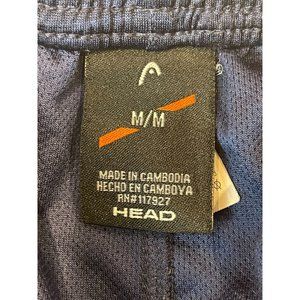 M/M
MADE IN CAMBODIA
HECHO EN CAMBOYA
RN#117927
HEAD